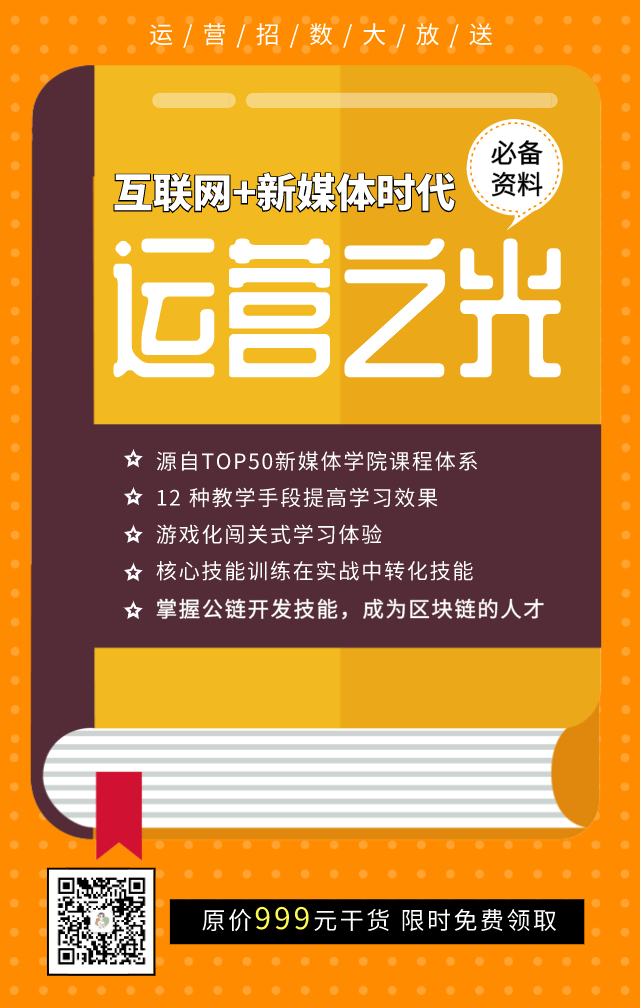 运/营/招/数/大/放/送
必备
资料
互联网+新媒体时代
运营之光
源自TOP50新媒体学院课程体系
12 种教学手段提高学习效果
游戏化闯关式学习体验
核心技能训练在实战中转化技能
掌握公链开发技能，成为区块链的人才
原价999元干货 限时免费领取